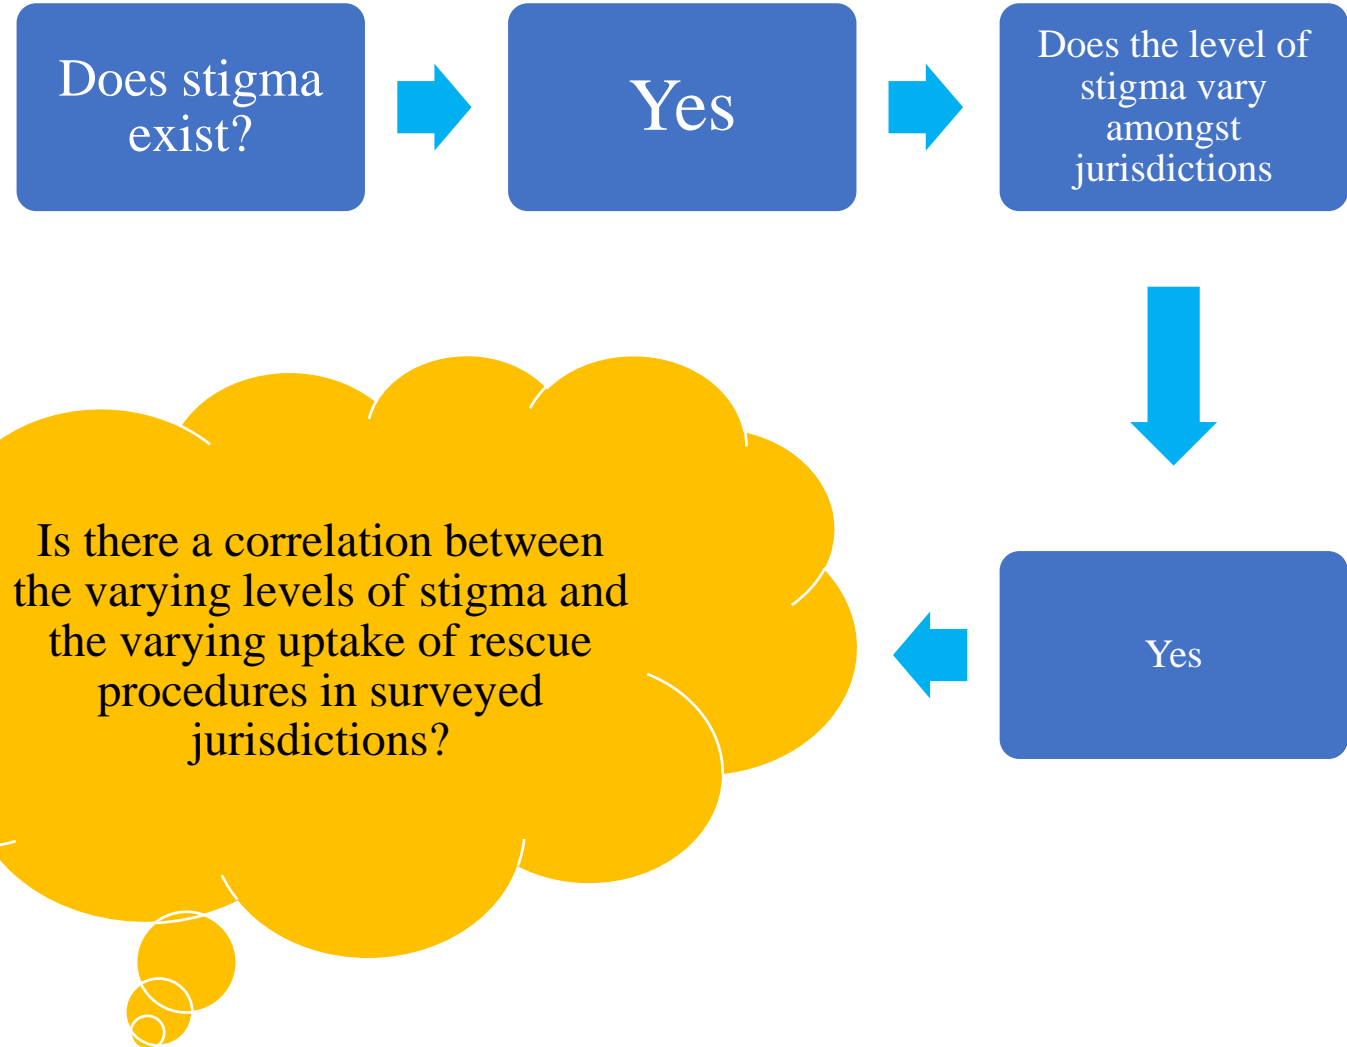 Does stigma
exist?
Yes
Does the level of
stigma vary
amongst
jurisdictions
Yes
Is there a correlation between
the varying levels of stigma and
the varying uptake of rescue
procedures in surveyed
jurisdictions?